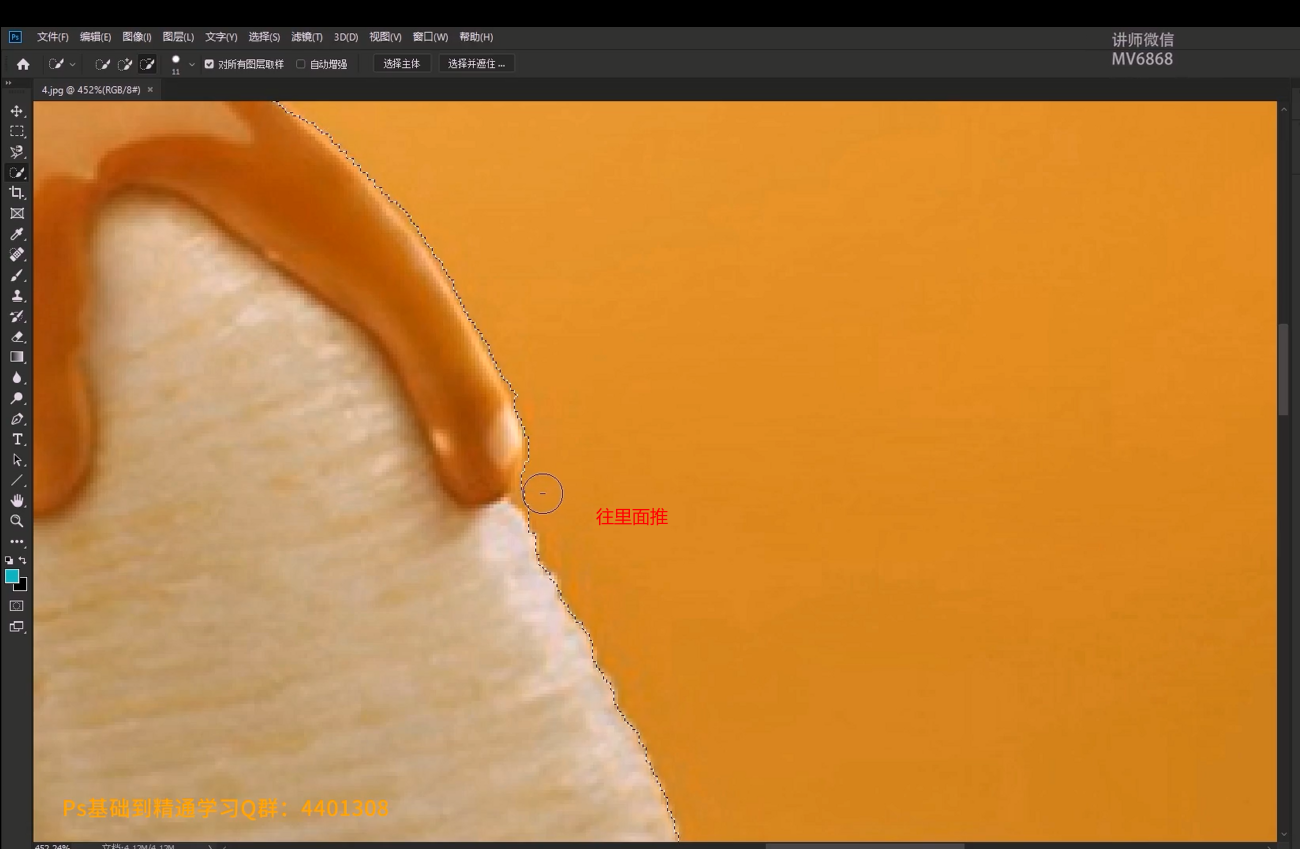 Ps 文件(F) 编辑(E) 图像(I) 图层(L) 文字(Y) 选择(S) 滤镜(T) 3D(D) 视图(V) 窗口(W) 帮助(H)
讲师微信
MV6868
11 对所有图层取样 自动增强 选择主体 选择并遮住 ...
4.jpg @ 452%(RGB/8#) ×
往里面推
Ps基础到精通学习Q群：4401308
452.24% 文档:4.12M/4.12M